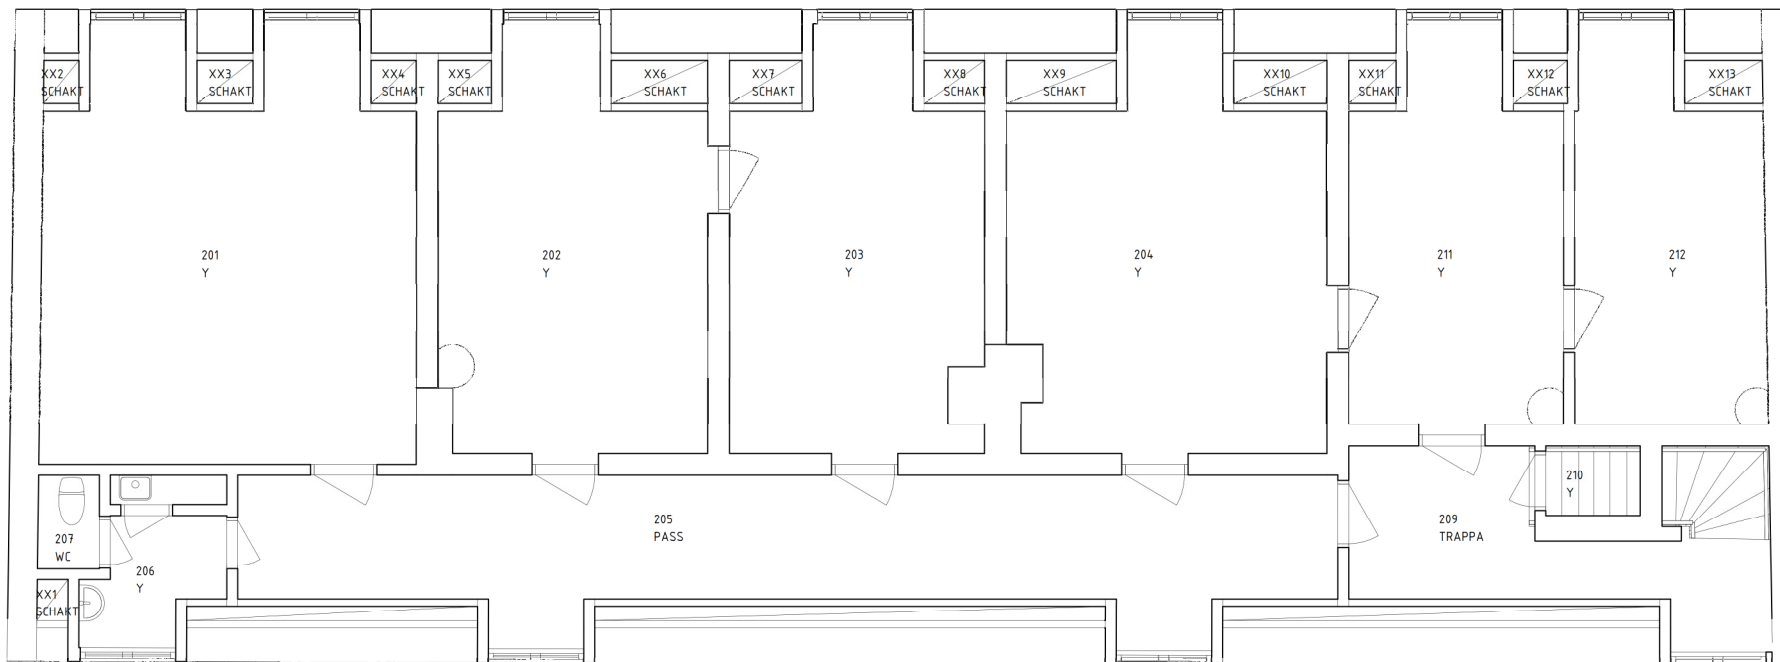 XX2
SCHAKT
XX3
SCHAKT
XX4
SCHAKT
XX5
SCHAKT
XX6
SCHAKT
XX7
SCHAKT
XX8
SCHAKT
XX9
SCHAKT
XX10
SCHAKT
XX11
SCHAKT
XX12
SCHAKT
XX13
SCHAKT
201
Y
202
Y
203
Y
204
Y
211
Y
212
Y
210
Y
205
PASS
209
TRAPPA
207
WC
206
Y
XX1
SCHAKT